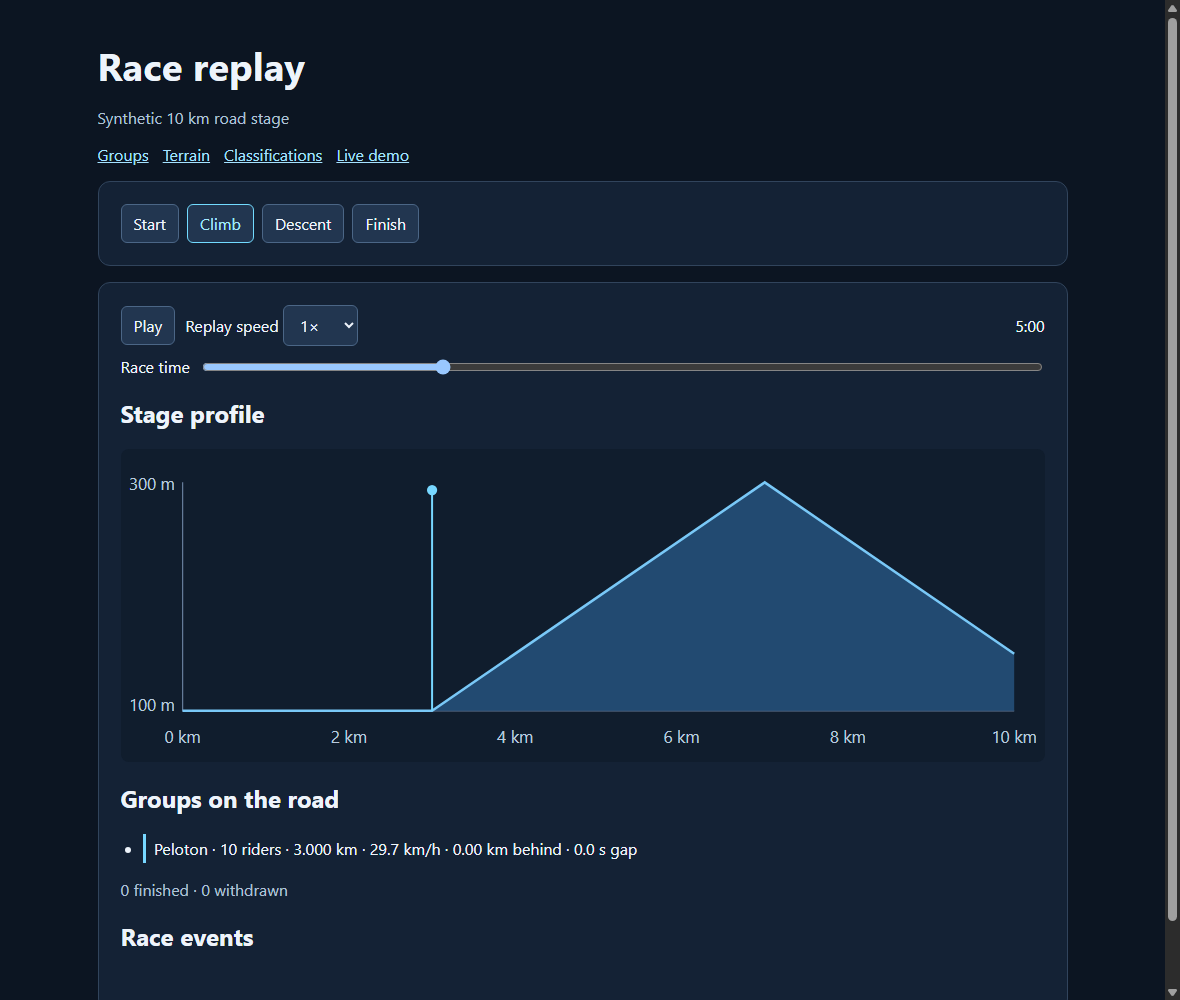 Race replay
Synthetic 10 km road stage
Groups Terrain Classifications Live demo
Start Climb Descent Finish
Play Replay speed 1× 5:00
Race time
Stage profile
300 m
100 m
0 km 2 km 4 km 6 km 8 km 10 km
Groups on the road
Peloton · 10 riders · 3.000 km · 29.7 km/h · 0.00 km behind · 0.0 s gap
0 finished · 0 withdrawn
Race events